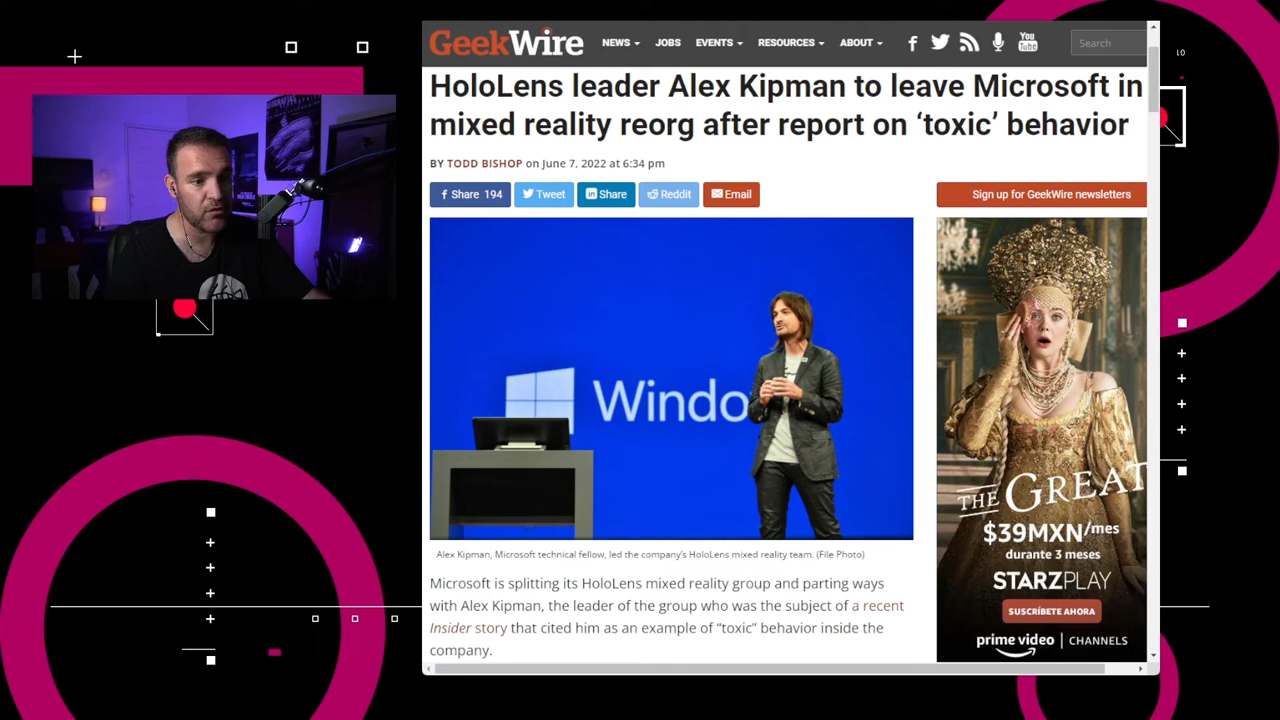 GeekWire
NEWS JOBS EVENTS RESOURCES ABOUT
You
Tube
Search
HoloLens leader Alex Kipman to leave Microsoft in
mixed reality reorg after report on ‘toxic’ behavior
BY TODD BISHOP on June 7, 2022 at 6:34 pm
Share 194
Tweet
Share
Reddit
Email
Sign up for GeekWire newsletters
Windo
Alex Kipman, Microsoft technical fellow, led the company's HoloLens mixed reality team. (File Photo)
Microsoft is splitting its HoloLens mixed reality group and parting ways
with Alex Kipman, the leader of the group who was the subject of a recent
Insider story that cited him as an example of “toxic” behavior inside the
company.
THE GREAT
$39MXN/mes
durante 3 meses
STARZPLAY
SUSCRÍBETE AHORA
prime video | CHANNELS